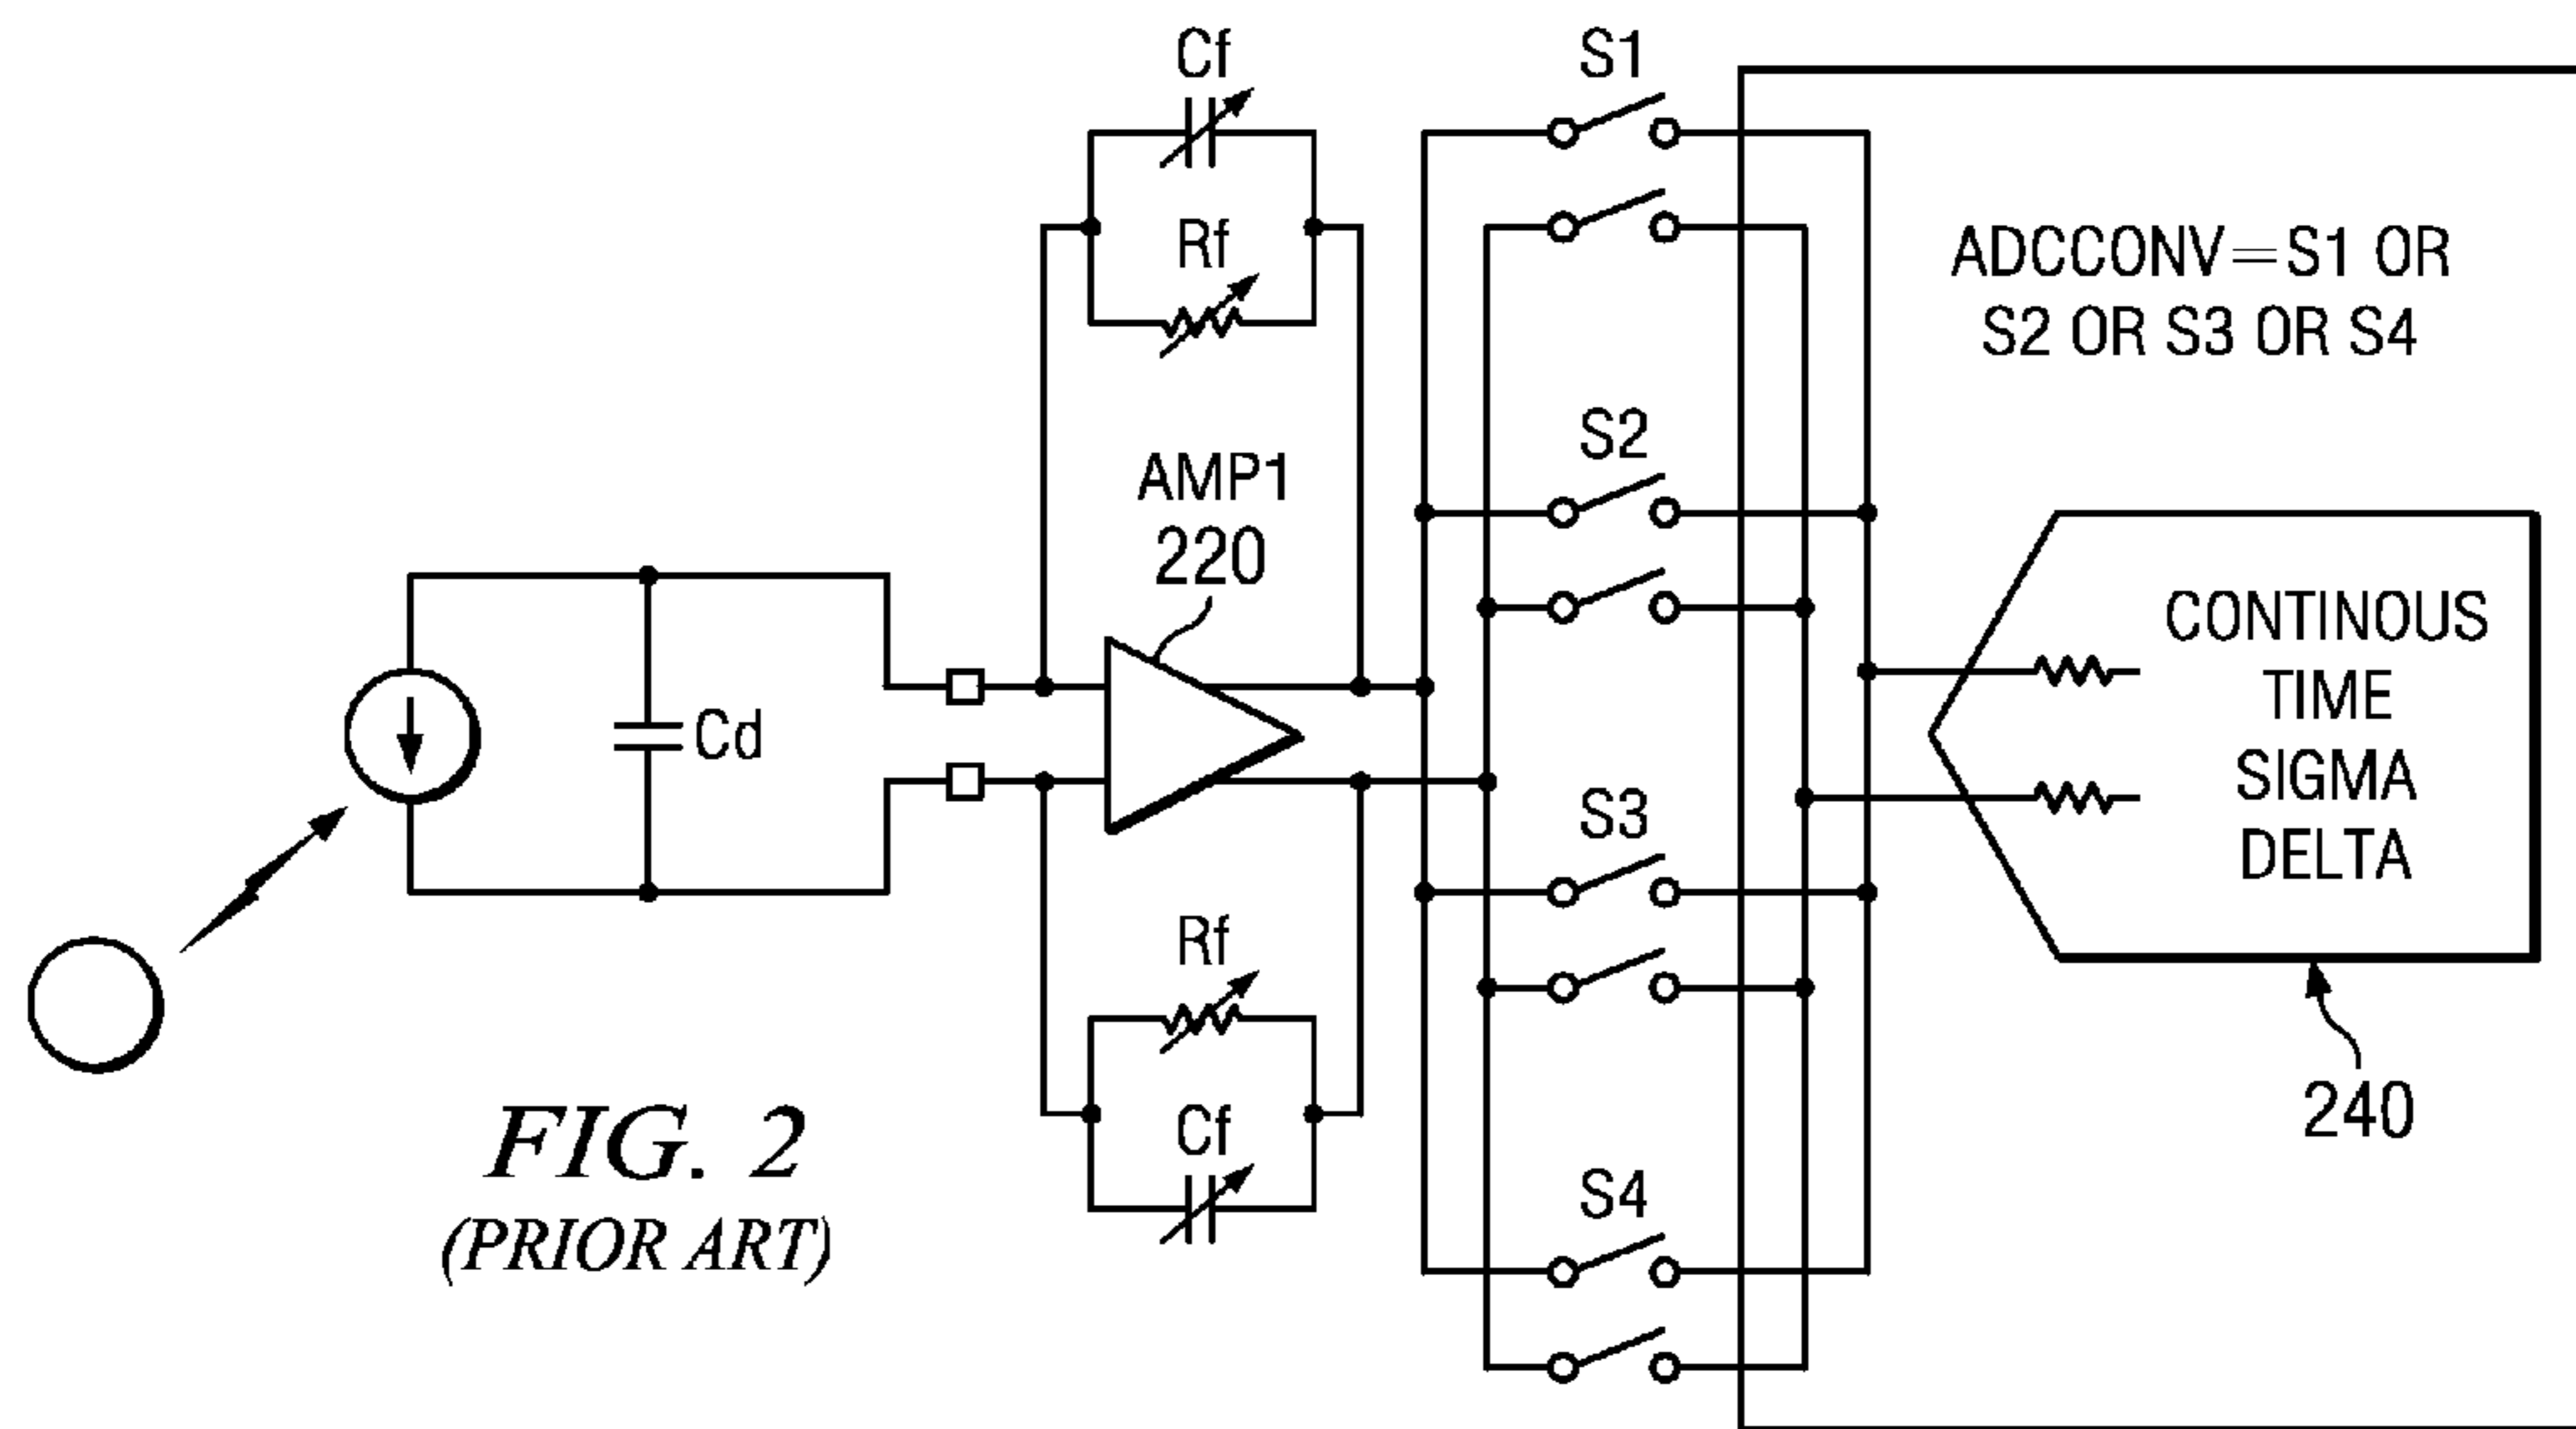 Cf
S1
Rf
ADCCONV=S1 OR
S2 OR S3 OR S4
S2
AMP1
220
CONTINOUS
TIME
SIGMA
DELTA
Cd
S3
Rf
240
Cf
S4
FIG. 2
(PRIOR ART)